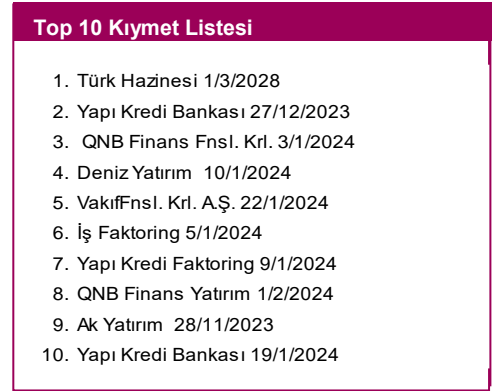 Top 10 Kıymet Listesi
1. Türk Hazinesi 1/3/2028
2. Yapı Kredi Bankası 27/12/2023
3. QNB Finans Fnsl. Krl. 3/1/2024
4. Deniz Yatırım 10/1/2024
5. VakıfFnsl. Krl. A.Ş. 22/1/2024
6. İş Faktoring 5/1/2024
7. Yapı Kredi Faktoring 9/1/2024
8. QNB Finans Yatırım 1/2/2024
9. Ak Yatırım 28/11/2023
10. Yapı Kredi Bankası 19/1/2024